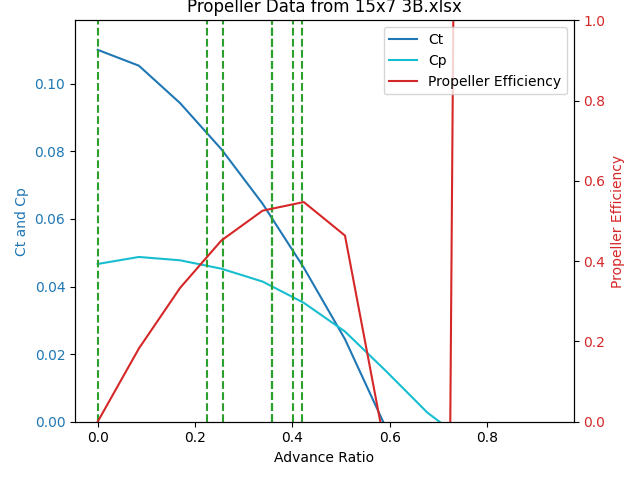 Propeller Data from 15x7 3B.xlsx
Ct
Cp
Propeller Efficiency
0.10
0.08
0.06
0.04
0.02
0.00
Ct and Cp
1.0
0.8
0.6
0.4
0.2
0.0
Propeller Efficiency
0.0 0.2 0.4 0.6 0.8
Advance Ratio